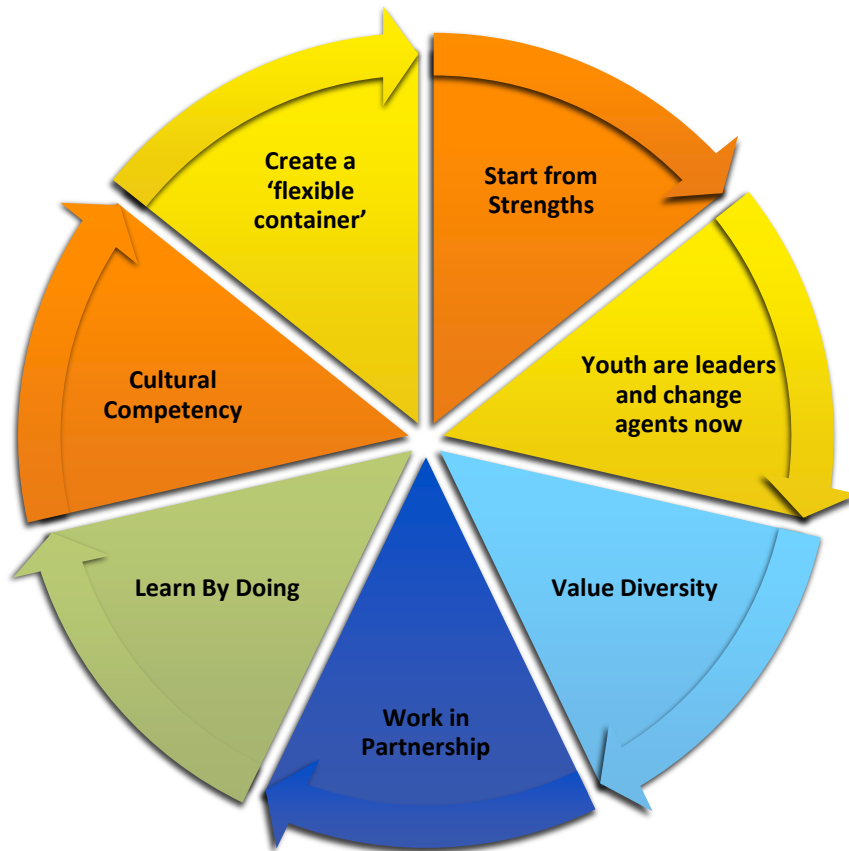 Start from
Strengths
Youth are leaders
and change
agents now
Value Diversity
Work in
Partnership
Learn By Doing
Cultural
Competency
Create a
‘flexible
container’